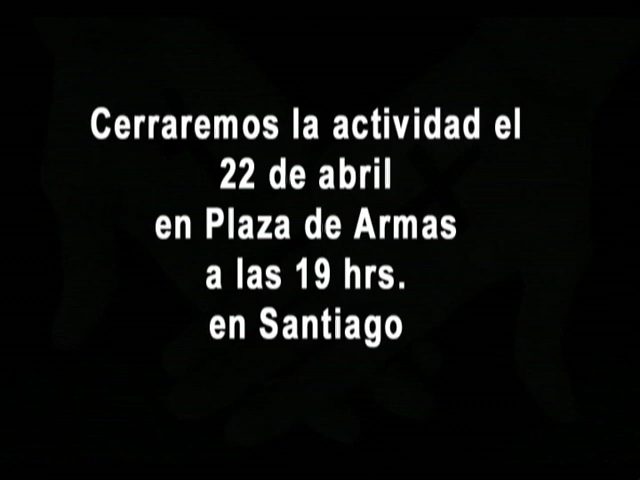 Cerraremos la actividad el
22 de abril
en Plaza de Armas
a las 19 hrs.
en Santiago